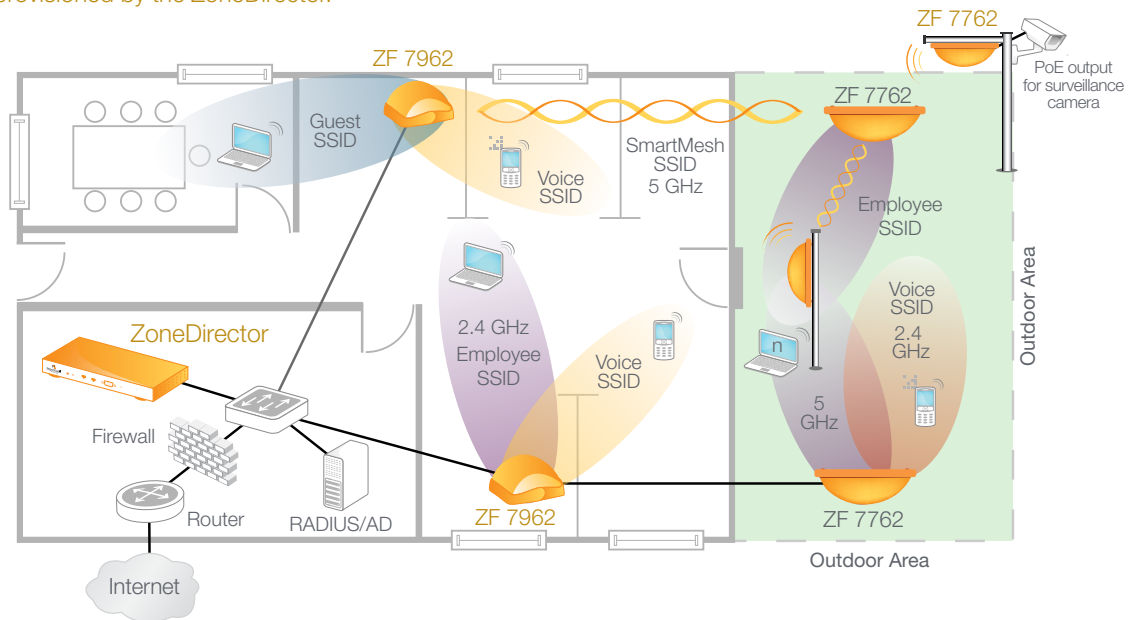 provisioned by the ZoneDirector.
ZF 7762
PoE output
for surveillance
camera
ZF 7962
ZF 7762
Guest
SSID
Voice
SSID
SmartMesh
SSID
5 GHz
Employee
SSID
Outdoor Area
2.4 GHz
Employee
SSID
Voice
SSID
Voice
SSID
2.4
GHz
n
5
GHz
ZoneDirector
Firewall
Router
RADIUS/AD
Internet
ZF 7962
ZF 7762
Outdoor Area